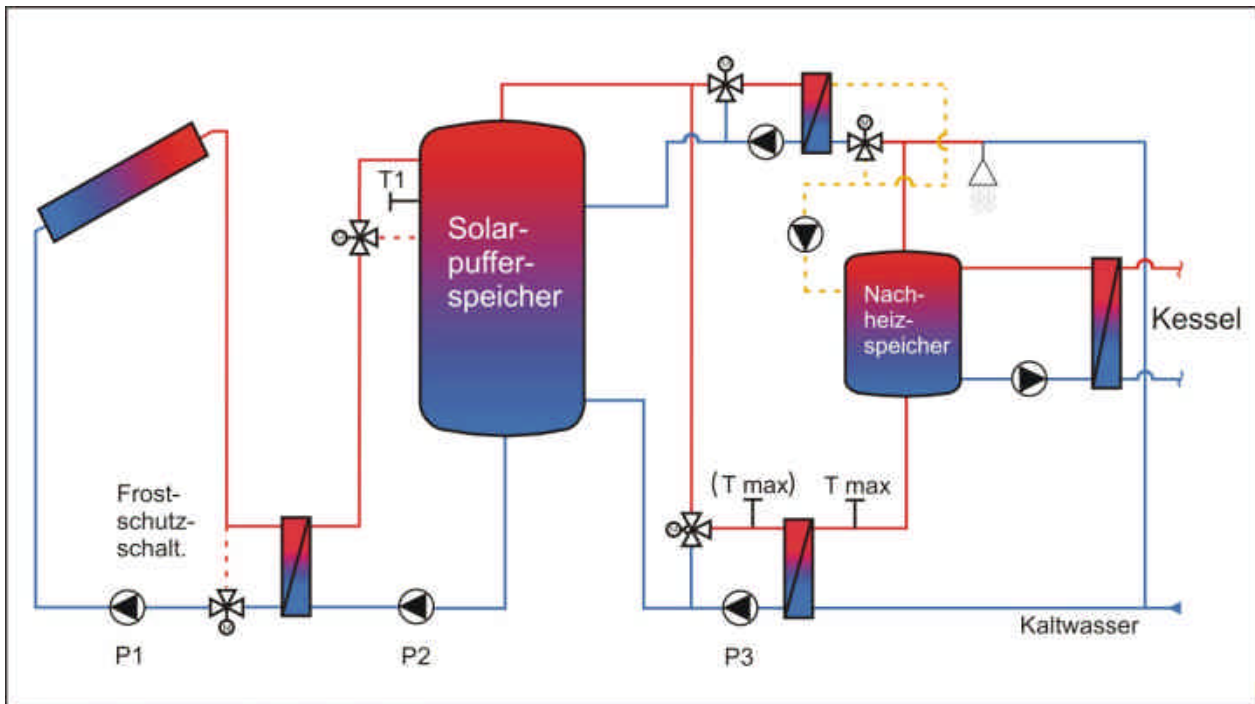 T1
Solar-
puffer-
speicher
Nach-
heiz-
speicher
Kessel
(T max)
T max
Frost-
schutz-
schalt.
Kaltwasser
P1
P2
P3